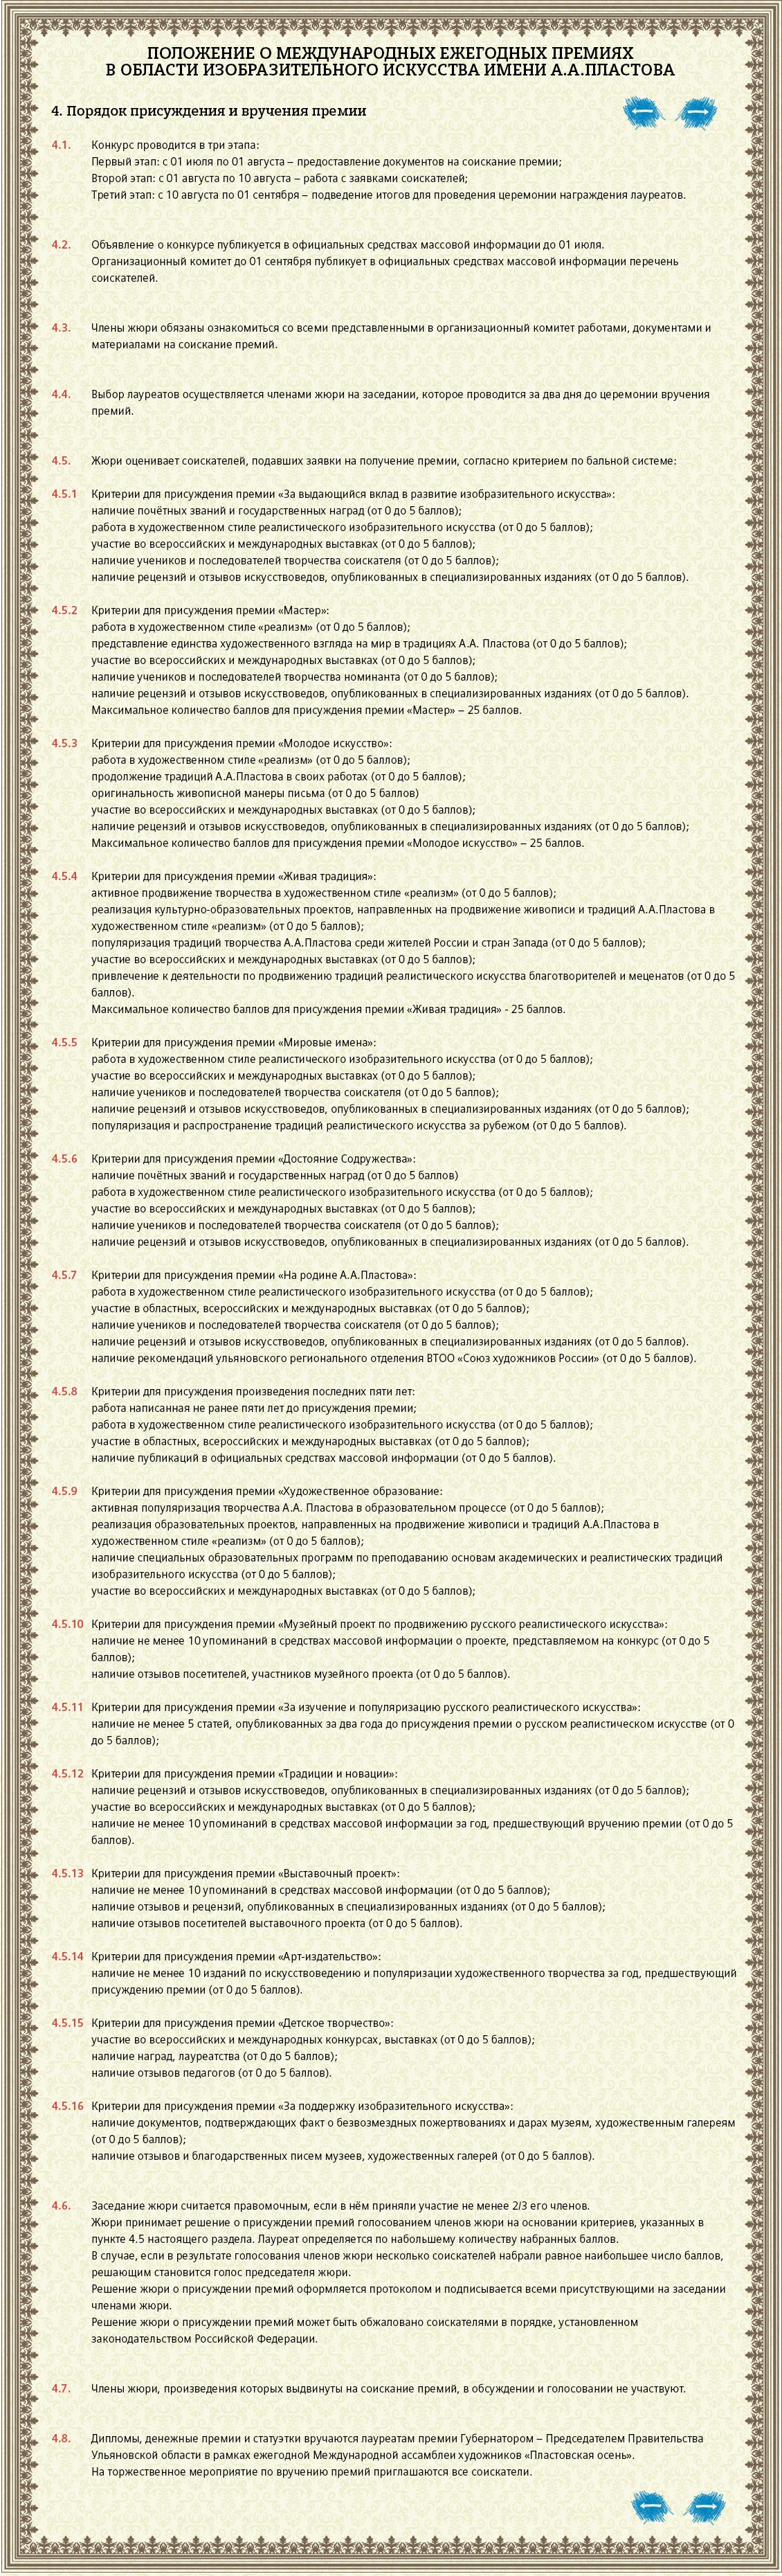 ПОЛОЖЕНИЕ О МЕЖДУНАРОДНЫХ ЕЖЕГОДНЫХ ПРЕМИЯХ
В ОБЛАСТИ ИЗОБРАЗИТЕЛЬНОГО ИСКУССТВА ИМЕНИ А.А.ПЛАСТОВА
4. Порядок присуждения и вручения премии
4.1. Конкурс проводится в три этапа:
Первый этап: с 01 июля по 01 августа – предоставление документов на соискание премии;
Второй этап: с 01 августа по 10 августа – работа с заявками соискателей;
Третий этап: с 10 августа по 01 сентября – подведение итогов для проведения церемонии награждения лауреатов.
4.2. Объявление о конкурсе публикуется в официальных средствах массовой информации до 01 июля.
Организационный комитет до 01 сентября публикует в официальных средствах массовой информации перечень
соискателей.
4.3. Члены жюри обязаны ознакомиться со всеми представленными в организационный комитет работами, документами и
материалами на соискание премий.
4.4. Выбор лауреатов осуществляется членами жюри на заседании, которое проводится за два дня до церемонии вручения
премий.
4.5. Жюри оценивает соискателей, подавших заявки на получение премии, согласно критерием по бальной системе:
4.5.1 Критерии для присуждения премии «За выдающийся вклад в развитие изобразительного искусства»:
наличие почётных званий и государственных наград (от 0 до 5 баллов);
работа в художественном стиле реалистического изобразительного искусства (от 0 до 5 баллов);
участие во всероссийских и международных выставках (от 0 до 5 баллов);
наличие учеников и последователей творчества соискателя (от 0 до 5 баллов);
наличие рецензий и отзывов искусствоведов, опубликованных в специализированных изданиях (от 0 до 5 баллов).
4.5.2 Критерии для присуждения премии «Мастер»:
работа в художественном стиле «реализм» (от 0 до 5 баллов);
представление единства художественного взгляда на мир в традициях А.А. Пластова (от 0 до 5 баллов);
участие во всероссийских и международных выставках (от 0 до 5 баллов);
наличие учеников и последователей творчества номинанта (от 0 до 5 баллов);
наличие рецензий и отзывов искусствоведов, опубликованных в специализированных изданиях (от 0 до 5 баллов).
Максимальное количество баллов для присуждения премии «Мастер» – 25 баллов.
4.5.3 Критерии для присуждения премии «Молодое искусство»:
работа в художественном стиле «реализм» (от 0 до 5 баллов);
продолжение традиций А.А.Пластова в своих работах (от 0 до 5 баллов);
оригинальность живописной манеры письма (от 0 до 5 баллов)
участие во всероссийских и международных выставках (от 0 до 5 баллов);
наличие рецензий и отзывов искусствоведов, опубликованных в специализированных изданиях (от 0 до 5 баллов);
Максимальное количество баллов для присуждения премии «Молодое искусство» – 25 баллов.
4.5.4 Критерии для присуждения премии «Живая традиция»:
активное продвижение творчества в художественном стиле «реализм» (от 0 до 5 баллов);
реализация культурно-образовательных проектов, направленных на продвижение живописи и традиций А.А.Пластова в
художественном стиле «реализм» (от 0 до 5 баллов);
популяризация традиций творчества А.А.Пластова среди жителей России и стран Запада (от 0 до 5 баллов);
участие во всероссийских и международных выставках (от 0 до 5 баллов);
привлечение к деятельности по продвижению традиций реалистического искусства благотворителей и меценатов (от 0 до 5
баллов).
Максимальное количество баллов для присуждения премии «Живая традиция» - 25 баллов.
4.5.5 Критерии для присуждения премии «Мировые имена»:
работа в художественном стиле реалистического изобразительного искусства (от 0 до 5 баллов);
участие во всероссийских и международных выставках (от 0 до 5 баллов);
наличие учеников и последователей творчества соискателя (от 0 до 5 баллов);
наличие рецензий и отзывов искусствоведов, опубликованных в специализированных изданиях (от 0 до 5 баллов);
популяризация и распространение традиций реалистического искусства за рубежом (от 0 до 5 баллов).
4.5.6 Критерии для присуждения премии «Достояние Содружества»:
наличие почётных званий и государственных наград (от 0 до 5 баллов)
работа в художественном стиле реалистического изобразительного искусства (от 0 до 5 баллов);
участие во всероссийских и международных выставках (от 0 до 5 баллов);
наличие учеников и последователей творчества соискателя (от 0 до 5 баллов);
наличие рецензий и отзывов искусствоведов, опубликованных в специализированных изданиях (от 0 до 5 баллов).
4.5.7 Критерии для присуждения премии «На родине А.А.Пластова»:
работа в художественном стиле реалистического изобразительного искусства (от 0 до 5 баллов);
участие в областных, всероссийских и международных выставках (от 0 до 5 баллов);
наличие учеников и последователей творчества соискателя (от 0 до 5 баллов);
наличие рецензий и отзывов искусствоведов, опубликованных в специализированных изданиях (от 0 до 5 баллов).
наличие рекомендаций ульяновского регионального отделения ВТОО «Союз художников России» (от 0 до 5 баллов).
4.5.8 Критерии для присуждения произведения последних пяти лет:
работа написанная не ранее пяти лет до присуждения премии;
работа в художественном стиле реалистического изобразительного искусства (от 0 до 5 баллов);
участие в областных, всероссийских и международных выставках (от 0 до 5 баллов);
наличие публикаций в официальных средствах массовой информации (от 0 до 5 баллов).
4.5.9 Критерии для присуждения премии «Художественное образование:
активная популяризация творчества А.А. Пластова в образовательном процессе (от 0 до 5 баллов);
реализация образовательных проектов, направленных на продвижение живописи и традиций А.А.Пластова в
художественном стиле «реализм» (от 0 до 5 баллов);
наличие специальных образовательных программ по преподаванию основам академических и реалистических традиций
изобразительного искусства (от 0 до 5 баллов);
участие во всероссийских и международных выставках (от 0 до 5 баллов);
4.5.10 Критерии для присуждения премии «Музейный проект по продвижению русского реалистического искусства»:
наличие не менее 10 упоминаний в средствах массовой информации о проекте, представляемом на конкурс (от 0 до 5
баллов);
наличие отзывов посетителей, участников музейного проекта (от 0 до 5 баллов).
4.5.11 Критерии для присуждения премии «За изучение и популяризацию русского реалистического искусства»:
наличие не менее 5 статей, опубликованных за два года до присуждения премии о русском реалистическом искусстве (от 0
до 5 баллов);
4.5.12 Критерии для присуждения премии «Традиции и новации»:
наличие рецензий и отзывов искусствоведов, опубликованных в специализированных изданиях (от 0 до 5 баллов);
участие во всероссийских и международных выставках (от 0 до 5 баллов);
наличие не менее 10 упоминаний в средствах массовой информации за год, предшествующий вручению премии (от 0 до 5
баллов).
4.5.13 Критерии для присуждения премии «Выставочный проект»:
наличие не менее 10 упоминаний в средствах массовой информации (от 0 до 5 баллов);
наличие отзывов и рецензий, опубликованных в специализированных изданиях (от 0 до 5 баллов);
наличие отзывов посетителей выставочного проекта (от 0 до 5 баллов).
4.5.14 Критерии для присуждения премии «Арт-издательство»:
наличие не менее 10 изданий по искусствоведению и популяризации художественного творчества за год, предшествующий
присуждению премии (от 0 до 5 баллов).
4.5.15 Критерии для присуждения премии «Детское творчество»:
участие во всероссийских и международных конкурсах, выставках (от 0 до 5 баллов);
наличие наград, лауреатства (от 0 до 5 баллов);
наличие отзывов педагогов (от 0 до 5 баллов).
4.5.16 Критерии для присуждения премии «За поддержку изобразительного искусства»:
наличие документов, подтверждающих факт о безвозмездных пожертвованиях и дарах музеям, художественным галереям
(от 0 до 5 баллов);
наличие отзывов и благодарственных писем музеев, художественных галерей (от 0 до 5 баллов).
4.6. Заседание жюри считается правомочным, если в нём приняли участие не менее 2/3 его членов.
Жюри принимает решение о присуждении премий голосованием членов жюри на основании критериев, указанных в
пункте 4.5 настоящего раздела. Лауреат определяется по набольшему количеству набранных баллов.
В случае, если в результате голосования членов жюри несколько соискателей набрали равное наибольшее число баллов,
решающим становится голос председателя жюри.
Решение жюри о присуждении премий оформляется протоколом и подписывается всеми присутствующими на заседании
членами жюри.
Решение жюри о присуждении премий может быть обжаловано соискателями в порядке, установленном
законодательством Российской Федерации.
4.7. Члены жюри, произведения которых выдвинуты на соискание премий, в обсуждении и голосовании не участвуют.
4.8. Дипломы, денежные премии и статуэтки вручаются лауреатам премии Губернатором – Председателем Правительства
Ульяновской области в рамках ежегодной Международной ассамблеи художников «Пластовская осень».
На торжественное мероприятие по вручению премий приглашаются все соискатели.